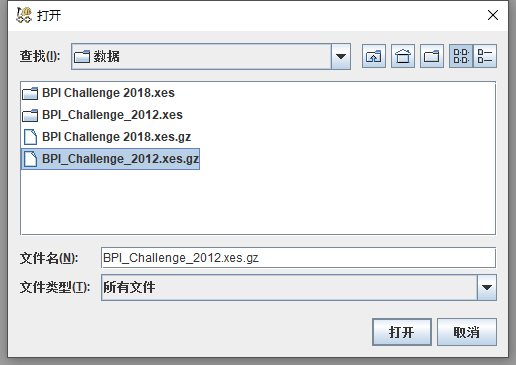 打开
查找(I): 数据
BPI Challenge 2018.xes
BPI_Challenge_2012.xes
BPI Challenge 2018.xes.gz
BPI_Challenge_2012.xes.gz
文件名(N): BPI_Challenge_2012.xes.gz
文件类型(T): 所有文件
打开 取消